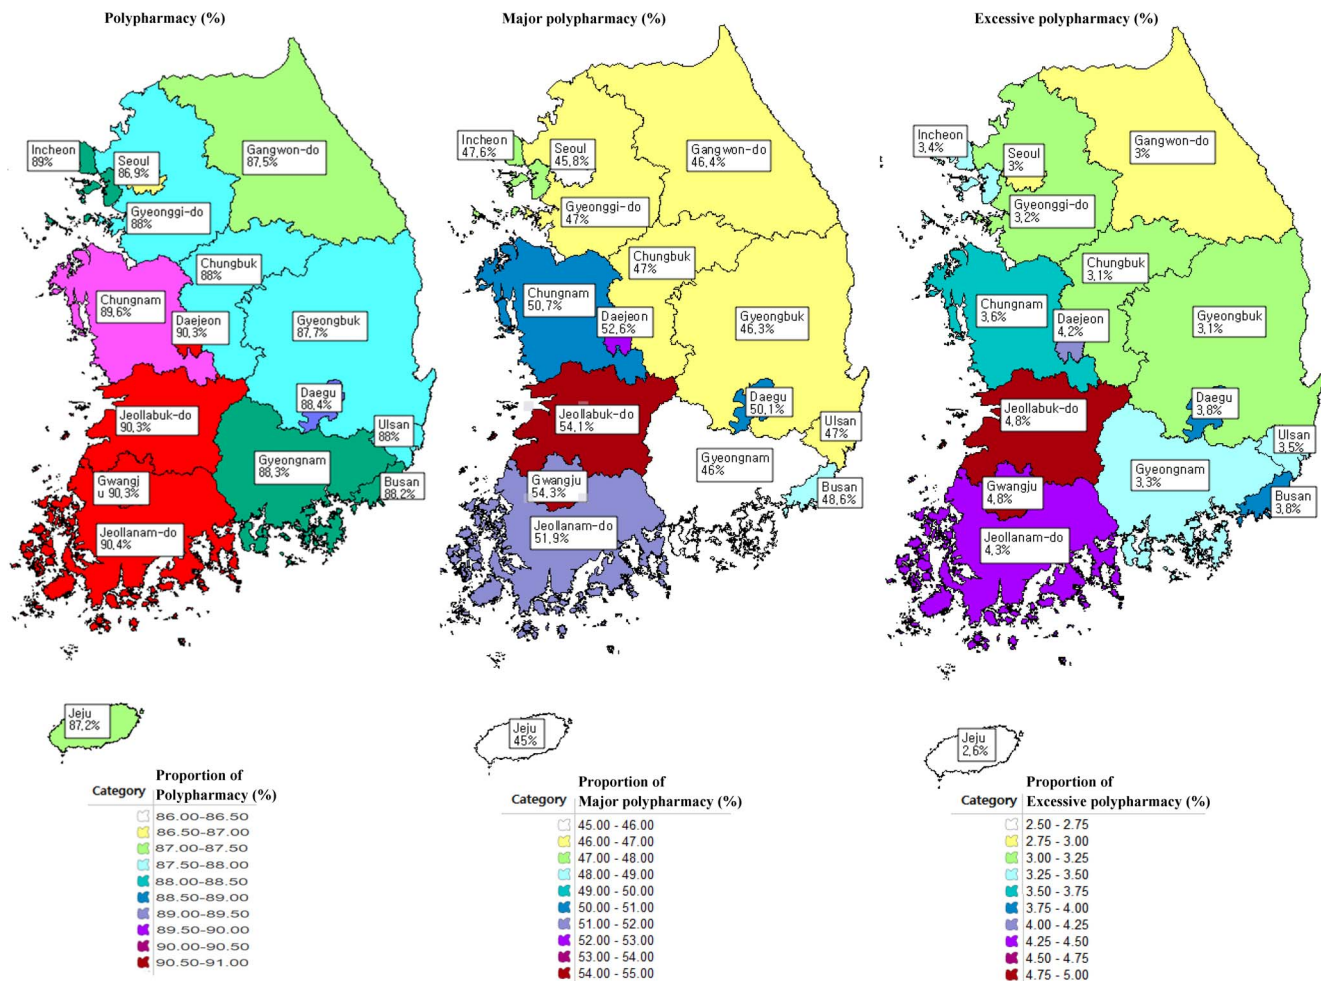 Polypharmacy (%)
Incheon
89%
Seoul
86,9%
Gangwon-do
87,5%
Gyeonggi-do
88%
Chungbuk
88%
Chungnam
89,6%
Daejeon
90,3%
Gyeongbuk
87,7%
Daegu
88,4%
Jeollabuk-do
90,3%
Ulsan
88%
Gyeongnam
88,3%
Gwangj
u 90,3%
Busan
88,2%
Jeollanam-do
90,4%
Jeju
87,2%
Category
Proportion of
Polypharmacy (%)
86.00-86.50
86.50-87.00
87.00-87.50
87.50-88.00
88.00-88.50
88.50-89.00
89.00-89.50
89.50-90.00
90.00-90.50
90.50-91.00
Major polypharmacy (%)
Incheon
47,6%
Seoul
45,8%
Gangwon-do
46,4%
Gyeonggi-do
47%
Chungbuk
47%
Chungnam
50,7%
Daejeon
52,6%
Gyeongbuk
46,3%
Daegu
50,1%
Jeollabuk-do
54,1%
Ulsan
47%
Gyeongnam
46%
Gwangju
54,3%
Busan
48,6%
Jeollanam-do
51,9%
Jeju
45%
Category
Proportion of
Major polypharmacy (%)
45.00 - 46.00
46.00 - 47.00
47.00 - 48.00
48.00 - 49.00
49.00 - 50.00
50.00 - 51.00
51.00 - 52.00
52.00 - 53.00
53.00 - 54.00
54.00 - 55.00
Excessive polypharmacy (%)
Incheon
3,4%
Seoul
3%
Gangwon-do
3%
Gyeonggi-do
3,2%
Chungbuk
3,1%
Chungnam
3,6%
Daejeon
4,2%
Gyeongbuk
3,1%
Daegu
3,8%
Jeollabuk-do
4,8%
Ulsan
3,5%
Gyeongnam
3,3%
Gwangju
4,8%
Busan
3,8%
Jeollanam-do
4,3%
Jeju
2,6%
Category
Proportion of
Excessive polypharmacy (%)
2.50 - 2.75
2.75 - 3.00
3.00 - 3.25
3.25 - 3.50
3.50 - 3.75
3.75 - 4.00
4.00 - 4.25
4.25 - 4.50
4.50 - 4.75
4.75 - 5.00